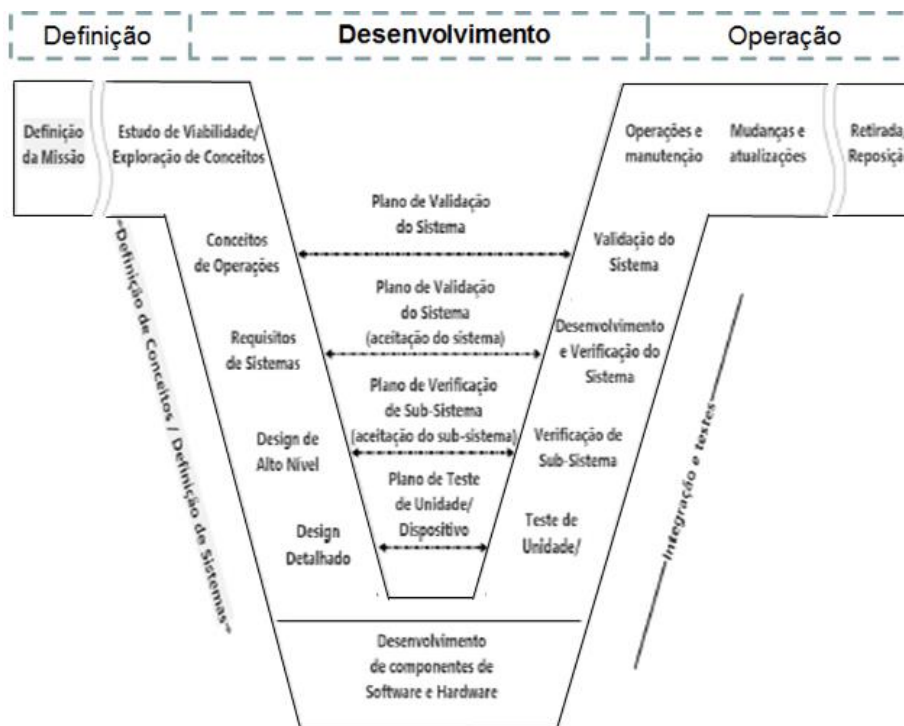 Definição
Desenvolvimento
Operação
Definição
da Missão
Estudo de Viabilidade/
Exploração de Conceitos
Operações e
manutenção
Mudanças e
atualizações
Retirada/
Reposiçã
Plano de Validação
do Sistema
Conceitos
de Operações
Validação do
Sistema
Plano de Validação
do Sistema
(aceitação do sistema)
Requisitos
de Sistemas
Desenvolvimento
e Verificação do
Sistema
Plano de Verificação
de Sub-Sistema
(aceitação do sub-sistema)
Design de
Alto Nível
Verificação de
Sub-Sistema
Plano de Teste
de Unidade/
Dispositivo
Design
Detalhado
Teste de
Unidade/
"Definição de Conceitos / Definição de Sistemas"
Integração e testes
Desenvolvimento
de componentes de
Software e Hardware